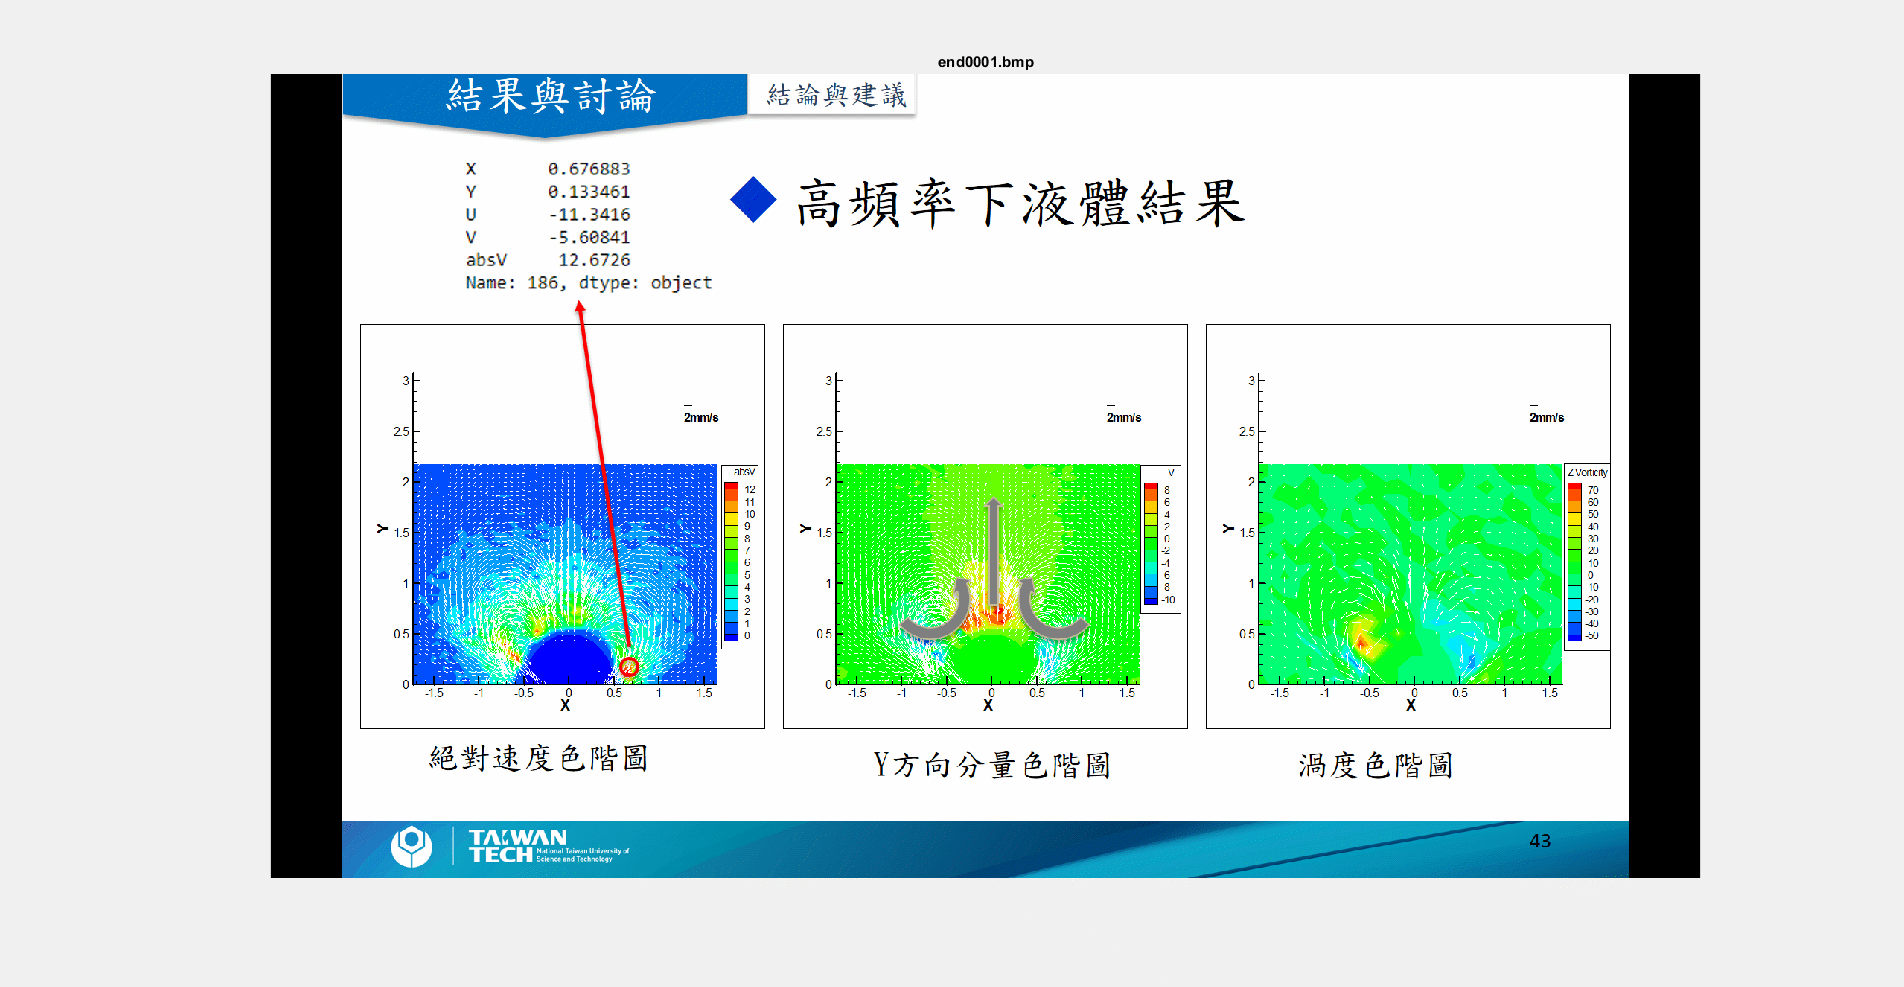 end0001.bmp
結果與討論
結論與建議
X 0.676883
Y 0.133461
U -11.3416
V -5.60841
absV 12.6726
Name: 186, dtype: object
高頻率下液體結果
3
2.5
2
1.5
1
0.5
0
Y
-1.5 -1 -0.5 0 0.5 1 1.5
X
2mm/s
absV
12
11
10
9
8
7
6
5
4
3
2
1
0
絕對速度色階圖
3
2.5
2
1.5
1
0.5
0
Y
-1.5 -1 -0.5 0 0.5 1 1.5
X
2mm/s
V
8
6
4
2
0
-2
-4
6
8
-10
Y方向分量色階圖
3
2.5
2
1.5
1
0.5
0
Y
-1.5 -1 -0.5 0 0.5 1 1.5
X
2mm/s
Z Vorticity
70
60
50
40
30
20
10
0
10
-20
-30
-40
-50
渦度色階圖
TAIWAN
TECH
National Taiwan University of
Science and Technology
43